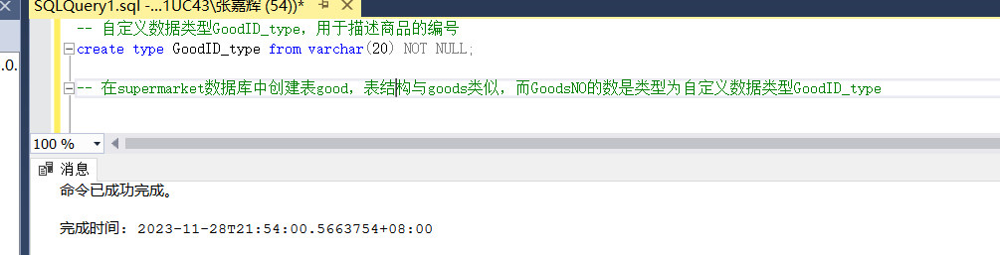 SQLQuery1.sql -...1UC43\张嘉辉 (54))*
-- 自定义数据类型GoodID_type，用于描述商品的编号
create type GoodID_type from varchar(20) NOT NULL;
.0.
-- 在supermarket数据库中创建表good，表结构与goods类似，而GoodsNO的数是类型为自定义数据类型GoodID_type
100 %
消息
命令已成功完成。
完成时间: 2023-11-28T21:54:00.5663754+08:00